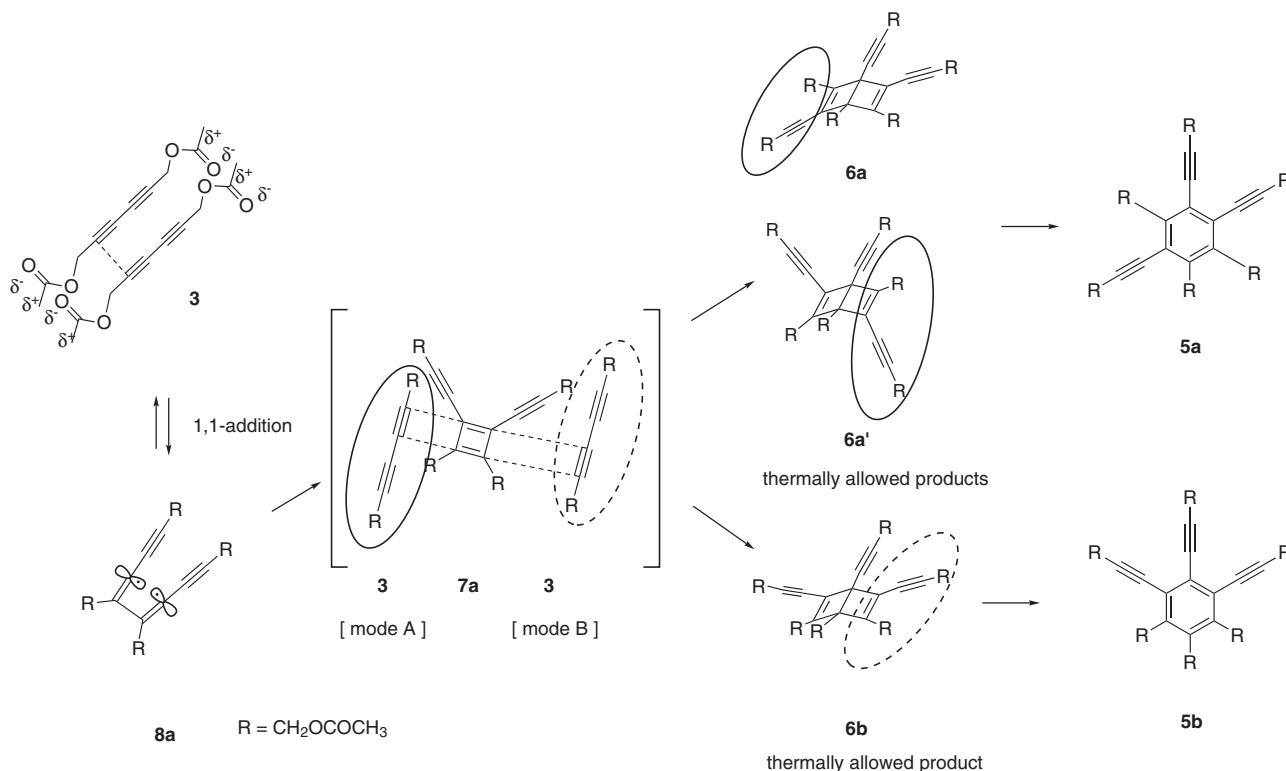 δ+
δ-
O
O
δ+
δ-
O
O
O
δ-
O
δ+
O
δ-
O
δ+
3
1,1-addition
R
R
R
R
8a
R = CH2OCOCH3
R
R
R
R
R
R
R
R
3 7a 3
[ mode A ] [ mode B ]
R
R
R
R
R
R
6a
R
R
R
R
R
R
6a'
thermally allowed products
R
R
R
R
R
R
6b
thermally allowed product
R
R
R
R
R
R
5a
R
R
R
R
R
R
5b